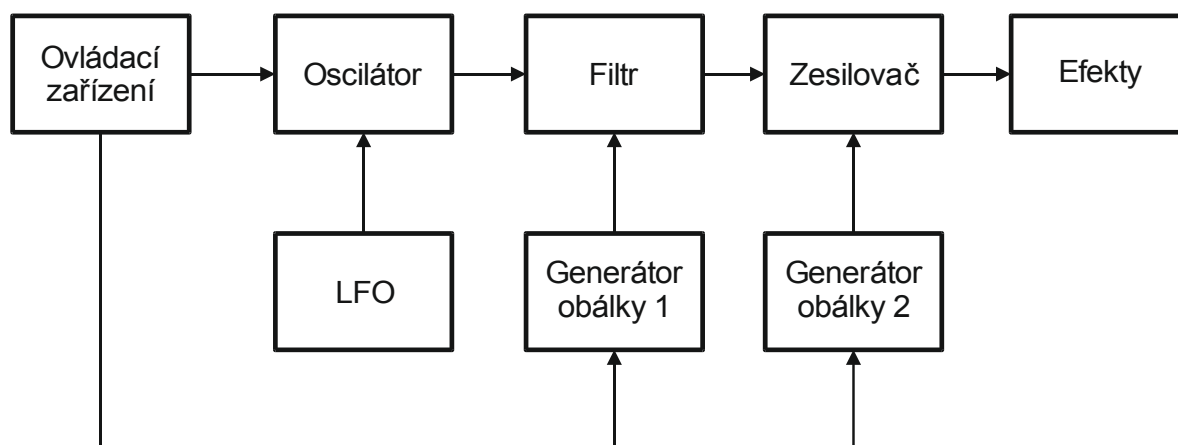 Ovládací
zařízení
Oscilátor
Filtr
Zesilovač
Efekty
LFO
Generátor
obálky 1
Generátor
obálky 2